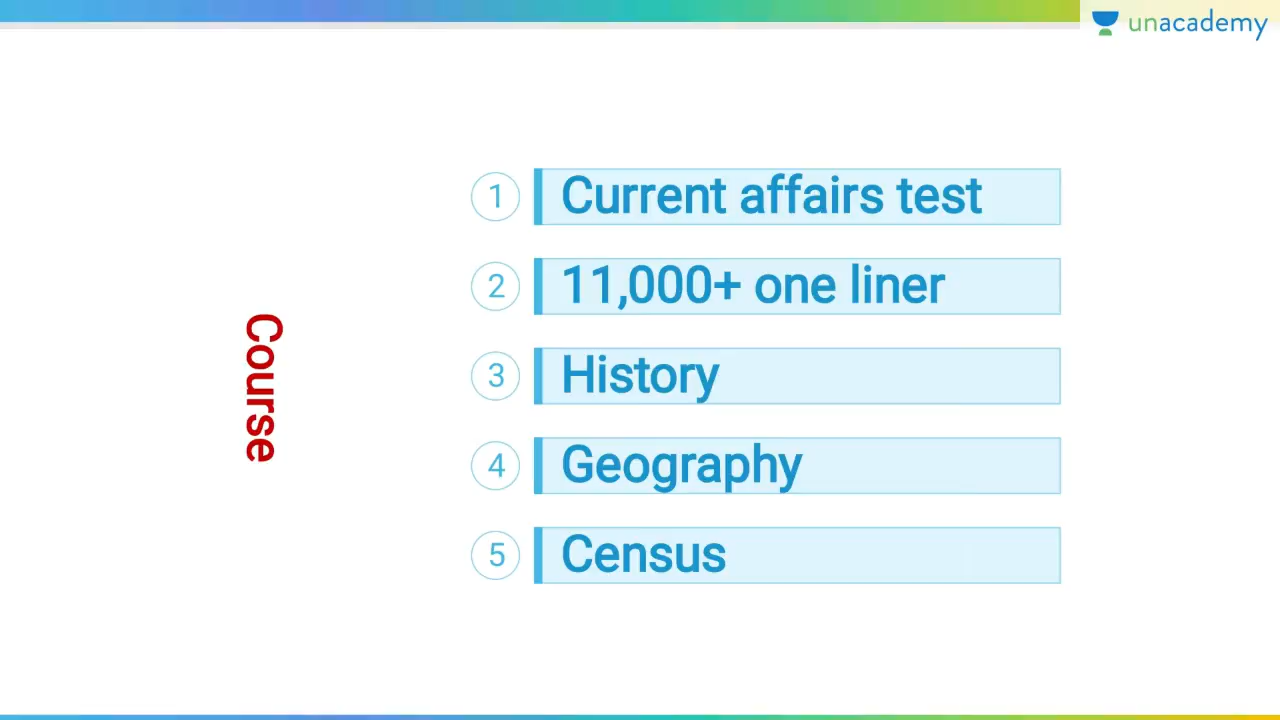 unacademy
Course
1 Current affairs test
2 11,000+ one liner
3 History
4 Geography
5 Census